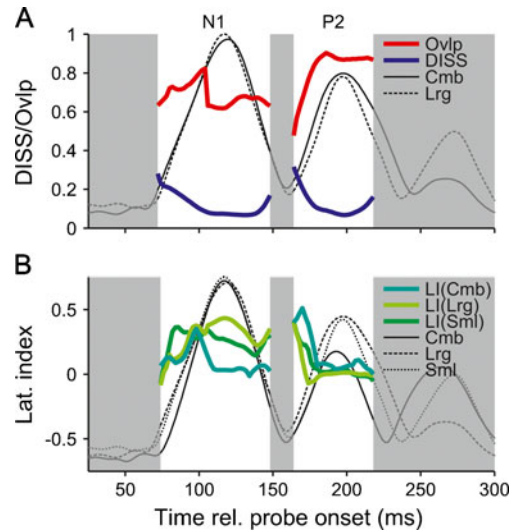 A
N1
P2
DISS/Ovlp
1
0.8
0.6
0.4
0.2
0
Ovlp
DISS
Cmb
Lrg
B
Lat. index
0.5
0
-0.5
LI(Cmb)
LI(Lrg)
LI(Sml)
Cmb
Lrg
Sml
50 100 150 200 250 300
Time rel. probe onset (ms)